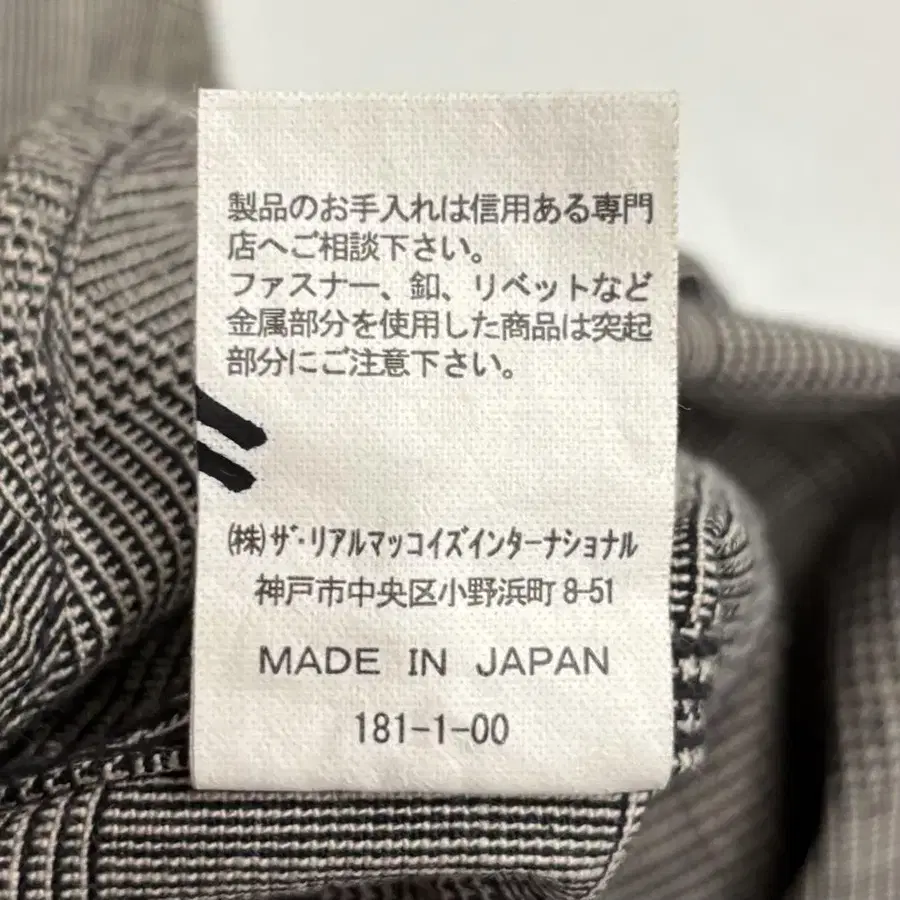 製品のお手入れは信用ある専門
店へご相談下さい。
ファスナー、釦、リベットなど
金属部分を使用した商品は突起
部分にご注意下さい。
㈱ザ・リアルマッコイズインターナショナル
神戸市中央区小野浜町8-51
MADE IN JAPAN
181-1-00